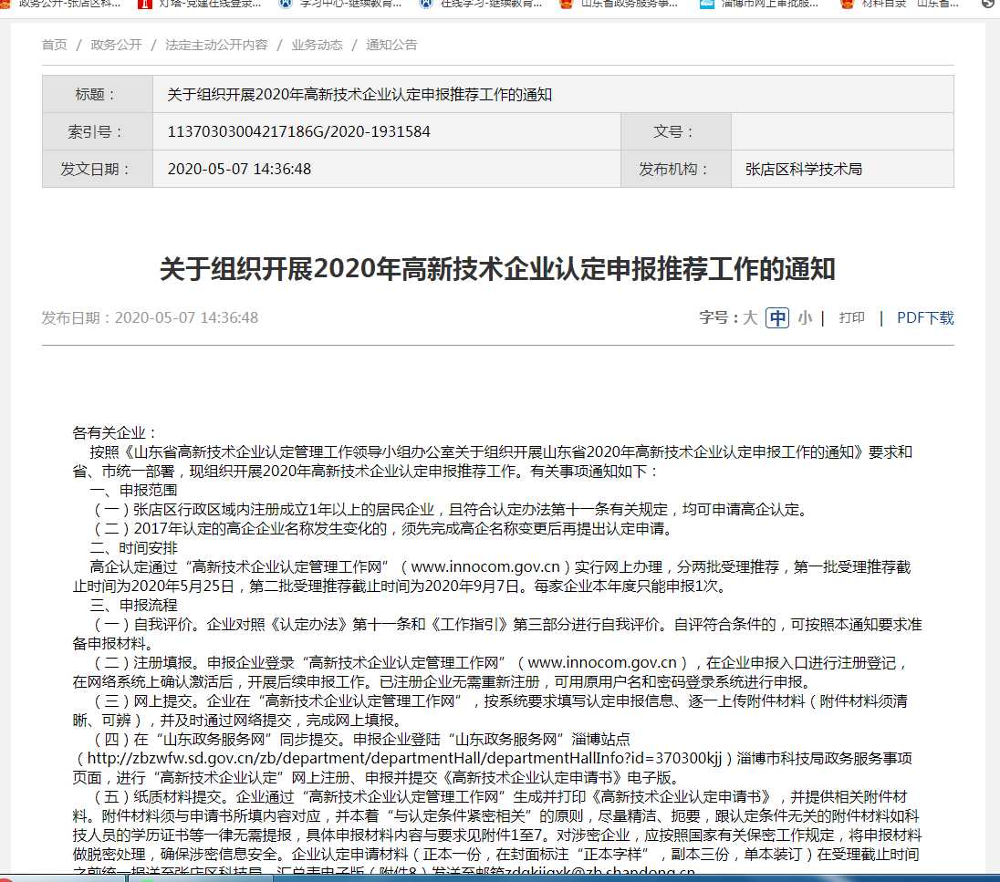 政务公开-张店区科...
灯塔-党建在线登录...
学习中心-继续教育...
在线学习-继续教育...
山东省政务服务事...
淄博市网上审批服...
材料目录 山东省...
首页 / 政务公开 / 法定主动公开内容 / 业务动态 / 通知公告
标题： 关于组织开展2020年高新技术企业认定申报推荐工作的通知
索引号： 11370303004217186G/2020-1931584 文号：
发文日期： 2020-05-07 14:36:48 发布机构： 张店区科学技术局
关于组织开展2020年高新技术企业认定申报推荐工作的通知
发布日期：2020-05-07 14:36:48 字号：大 中 小 | 打印 | PDF下载
各有关企业：
按照《山东省高新技术企业认定管理工作领导小组办公室关于组织开展山东省2020年高新技术企业认定申报工作的通知》要求和
省、市统一部署，现组织开展2020年高新技术企业认定申报推荐工作。有关事项通知如下：
一、申报范围
（一）张店区行政区域内注册成立1年以上的居民企业，且符合认定办法第十一条有关规定，均可申请高企认定。
（二）2017年认定的高企企业名称发生变化的，须先完成高企名称变更后再提出认定申请。
二、时间安排
高企认定通过“高新技术企业认定管理工作网”（www.innocom.gov.cn）实行网上办理，分两批受理推荐，第一批受理推荐截
止时间为2020年5月25日，第二批受理推荐截止时间为2020年9月7日。每家企业本年度只能申报1次。
三、申报流程
（一）自我评价。企业对照《认定办法》第十一条和《工作指引》第三部分进行自我评价。自评符合条件的，可按照本通知要求准
备申报材料。
（二）注册填报。申报企业登录“高新技术企业认定管理工作网”（www.innocom.gov.cn），在企业申报入口进行注册登记，
在网络系统上确认激活后，开展后续申报工作。已注册企业无需重新注册，可用原用户名和密码登录系统进行申报。
（三）网上提交。企业在“高新技术企业认定管理工作网”，按系统要求填写认定申报信息、逐一上传附件材料（附件材料须清
晰、可辨），并及时通过网络提交，完成网上填报。
（四）在“山东政务服务网”同步提交。申报企业登陆“山东政务服务网”淄博站点
（http://zbzwfw.sd.gov.cn/zb/department/departmentHall/departmentHallInfo?id=370300kjj）淄博市科技局政务服务事项
页面，进行“高新技术企业认定”网上注册、申报并提交《高新技术企业认定申请书》电子版。
（五）纸质材料提交。企业通过“高新技术企业认定管理工作网”生成并打印《高新技术企业认定申请书》，并提供相关附件材
料。附件材料须与申请书所填内容对应，并本着“与认定条件紧密相关”的原则，尽量精洁、扼要，跟认定条件无关的附件材料如科
技人员的学历证书等一律无需提报，具体申报材料内容与要求见附件1至7。对涉密企业，应按照国家有关保密工作规定，将申报材料
做脱密处理，确保涉密信息安全。企业认定申请材料（正本一份，在封面标注“正本字样”，副本三份，单本装订）在受理截止时间
之前统一报送至张店区科技局，汇总表电子版（附件8）发送至邮箱zdqkjjgxk@zb.shandong.cn